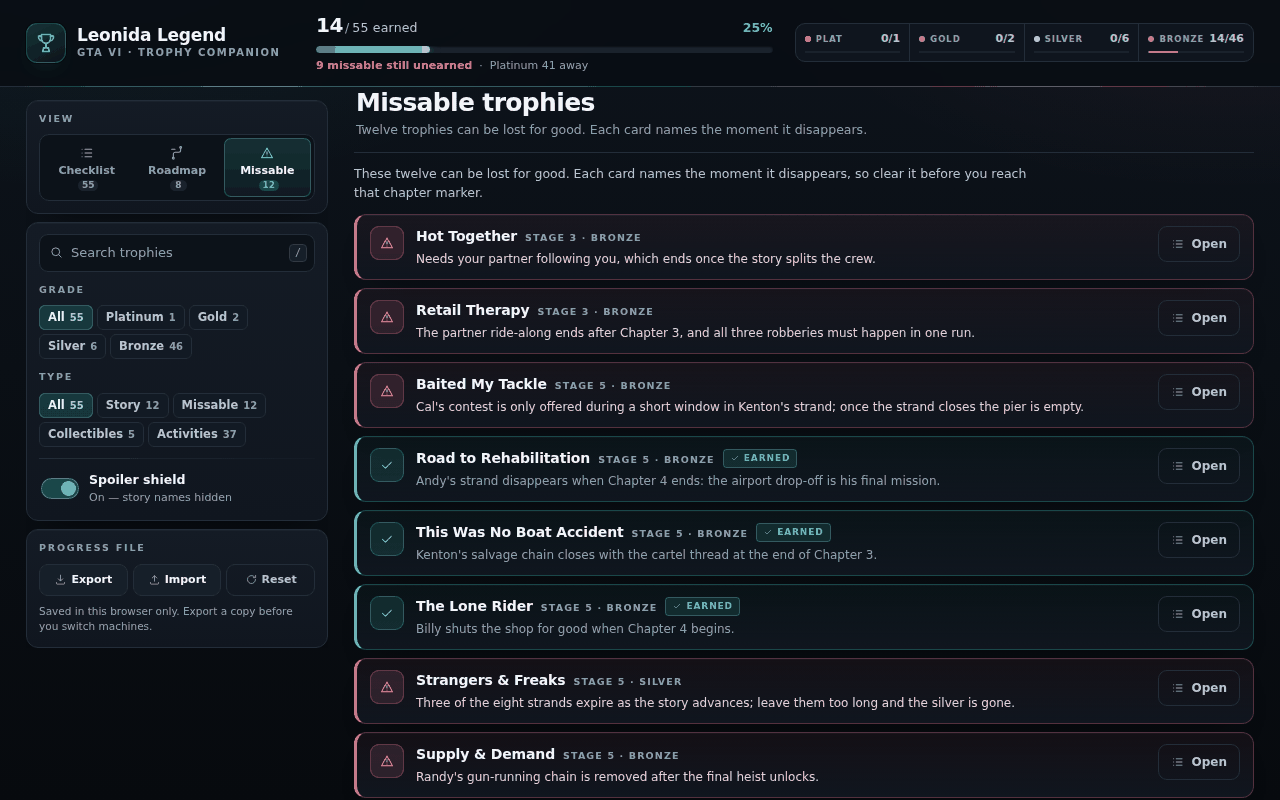 Leonida Legend
GTA VI · TROPHY COMPANION
14 / 55 earned
25%
9 missable still unearned · Platinum 41 away
PLAT 0/1
GOLD 0/2
SILVER 0/6
BRONZE 14/46
VIEW
Checklist
55
Roadmap
8
Missable
12
Search trophies
/
GRADE
All 55
Platinum 1
Gold 2
Silver 6
Bronze 46
TYPE
All 55
Story 12
Missable 12
Collectibles 5
Activities 37
Spoiler shield
On — story names hidden
PROGRESS FILE
Export
Import
Reset
Saved in this browser only. Export a copy before
you switch machines.
Missable trophies
Twelve trophies can be lost for good. Each card names the moment it disappears.
These twelve can be lost for good. Each card names the moment it disappears, so clear it before you reach
that chapter marker.
Hot Together STAGE 3 · BRONZE
Needs your partner following you, which ends once the story splits the crew.
Open
Retail Therapy STAGE 3 · BRONZE
The partner ride-along ends after Chapter 3, and all three robberies must happen in one run.
Open
Baited My Tackle STAGE 5 · BRONZE
Cal's contest is only offered during a short window in Kenton's strand; once the strand closes the pier is empty.
Open
Road to Rehabilitation STAGE 5 · BRONZE EARNED
Andy's strand disappears when Chapter 4 ends: the airport drop-off is his final mission.
Open
This Was No Boat Accident STAGE 5 · BRONZE EARNED
Kenton's salvage chain closes with the cartel thread at the end of Chapter 3.
Open
The Lone Rider STAGE 5 · BRONZE EARNED
Billy shuts the shop for good when Chapter 4 begins.
Open
Strangers & Freaks STAGE 5 · SILVER
Three of the eight strands expire as the story advances; leave them too long and the silver is gone.
Open
Supply & Demand STAGE 5 · BRONZE
Randy's gun-running chain is removed after the final heist unlocks.
Open